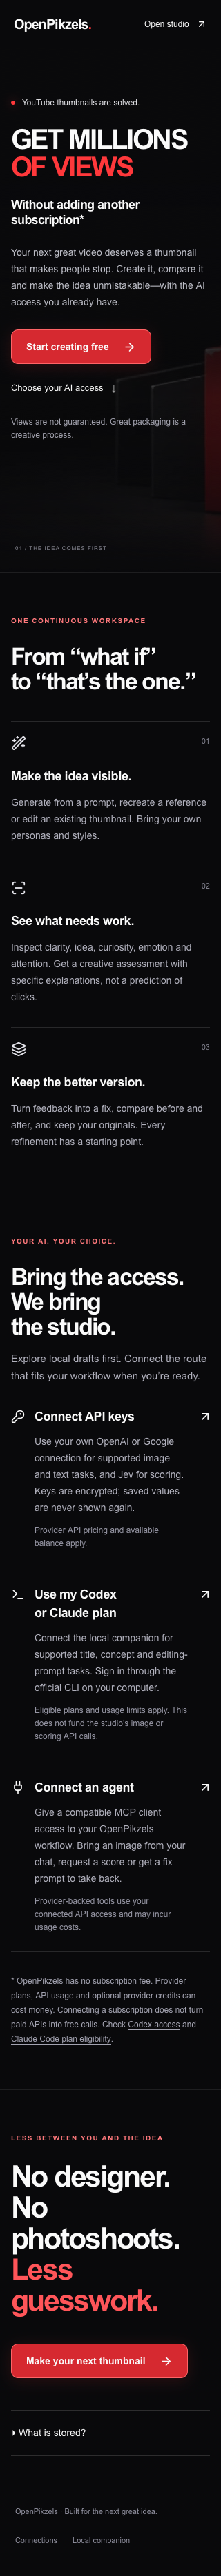 OpenPikzels.
Open studio
YouTube thumbnails are solved.
GET MILLIONS
OF VIEWS
Without adding another
subscription*
Your next great video deserves a thumbnail
that makes people stop. Create it, compare it
and make the idea unmistakable—with the AI
access you already have.
Start creating free →
Choose your AI access ↓
Views are not guaranteed. Great packaging is a
creative process.
01 / THE IDEA COMES FIRST
ONE CONTINUOUS WORKSPACE
From “what if”
to “that’s the one.”
01
Make the idea visible.
Generate from a prompt, recreate a reference
or edit an existing thumbnail. Bring your own
personas and styles.
02
See what needs work.
Inspect clarity, idea, curiosity, emotion and
attention. Get a creative assessment with
specific explanations, not a prediction of
clicks.
03
Keep the better version.
Turn feedback into a fix, compare before and
after, and keep your originals. Every
refinement has a starting point.
YOUR AI. YOUR CHOICE.
Bring the access.
We bring
the studio.
Explore local drafts first. Connect the route
that fits your workflow when you’re ready.
Connect API keys
Use your own OpenAI or Google
connection for supported image
and text tasks, and Jev for scoring.
Keys are encrypted; saved values
are never shown again.
Provider API pricing and available
balance apply.
Use my Codex
or Claude plan
Connect the local companion for
supported title, concept and editing-
prompt tasks. Sign in through the
official CLI on your computer.
Eligible plans and usage limits apply. This
does not fund the studio’s image or
scoring API calls.
Connect an agent
Give a compatible MCP client
access to your OpenPikzels
workflow. Bring an image from your
chat, request a score or get a fix
prompt to take back.
Provider-backed tools use your
connected API access and may incur
usage costs.
* OpenPikzels has no subscription fee. Provider
plans, API usage and optional provider credits can
cost money. Connecting a subscription does not turn
paid APIs into free calls. Check Codex access and
Claude Code plan eligibility.
LESS BETWEEN YOU AND THE IDEA
No designer.
No
photoshoots.
Less
guesswork.
Make your next thumbnail →
What is stored?
OpenPikzels · Built for the next great idea.
Connections Local companion